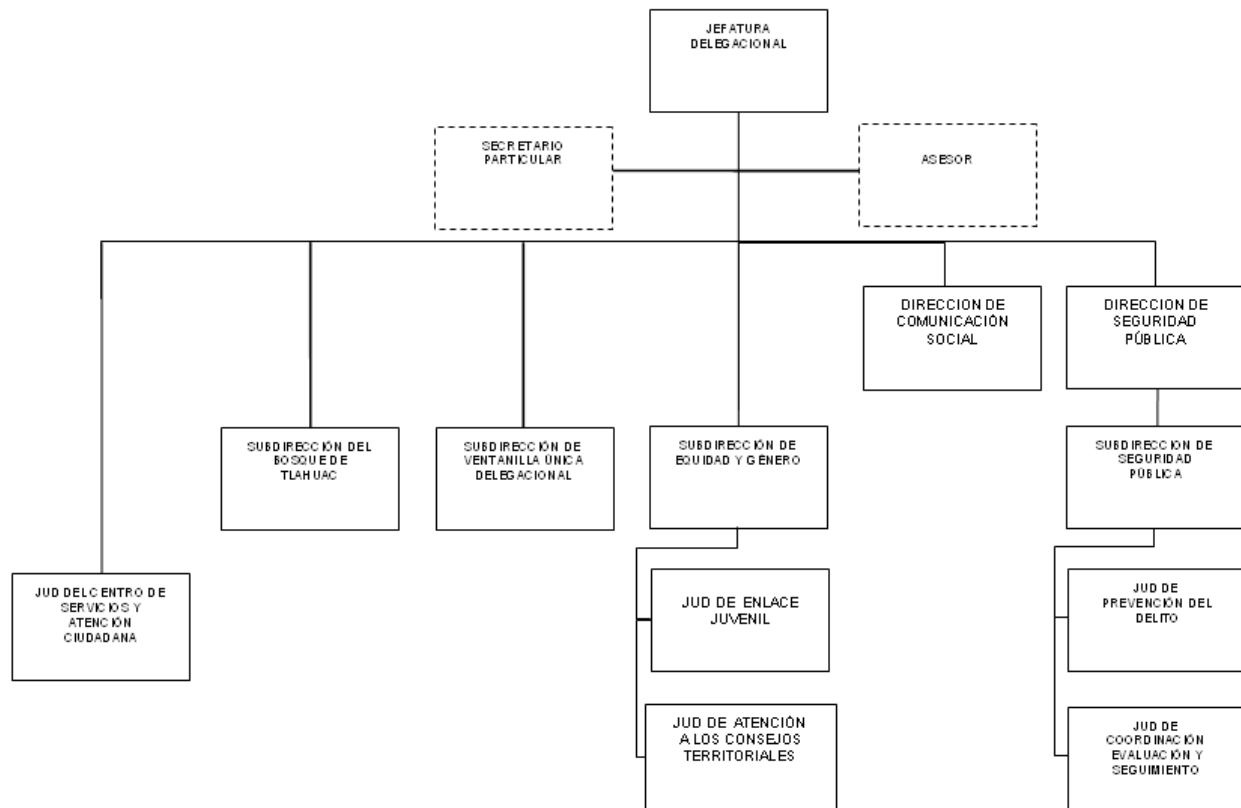 JEFATURA
DELEGACIONAL
SECRETARIO
PARTICULAR
ASESOR
DIRECCION DE
COMUNICACIÓN
SOCIAL
DIRECCION DE
SEGURIDAD
PÚBLICA
SUBDIRECCIÓN DEL
BOSQUE DE
TLAHUAC
SUBDIRECCIÓN DE
VENTANILLA ÚNICA
DELEGACIONAL
SUBDIRECCIÓN DE
EQUIDAD Y GÉNERO
SUBDIRECCION DE
SEGURIDAD
PÚBLICA
JUD DEL CENTRO DE
SERVICIOS Y
ATENCIÓN
CIUDADANA
JUD DE ENLACE
JUVENIL
JUD DE
PREVENCIÓN DEL
DELITO
JUD DE ATENCIÓN
A LOS CONSEJOS
TERRITORIALES
JUD DE
COORDINACIÓN
EVALUACIÓN Y
SEGUIMIENTO